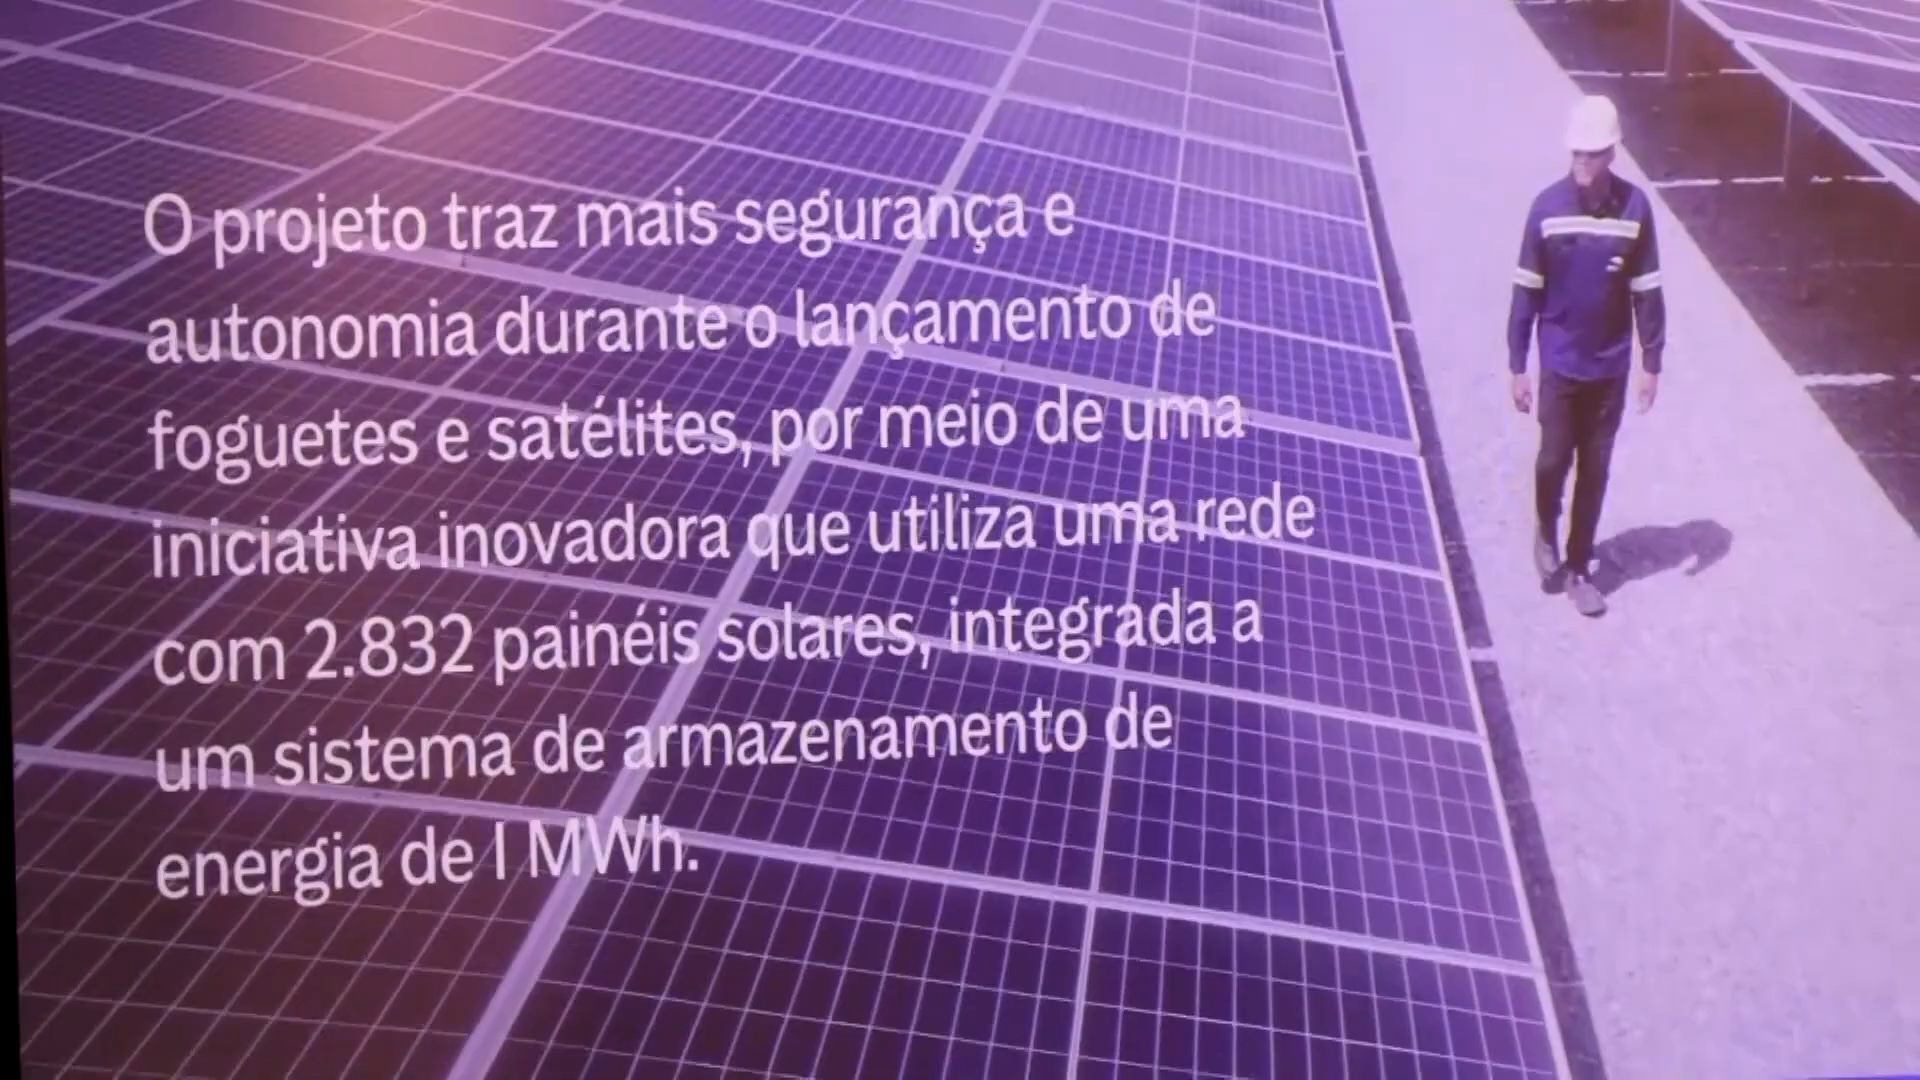 O projeto traz mais segurança e
autonomia durante o lançamento de
foguetes e satélites, por meio de uma
iniciativa inovadora que utiliza uma rede
com 2.832 painéis solares, integrada a
um sistema de armazenamento de
energia de 1 MWh.